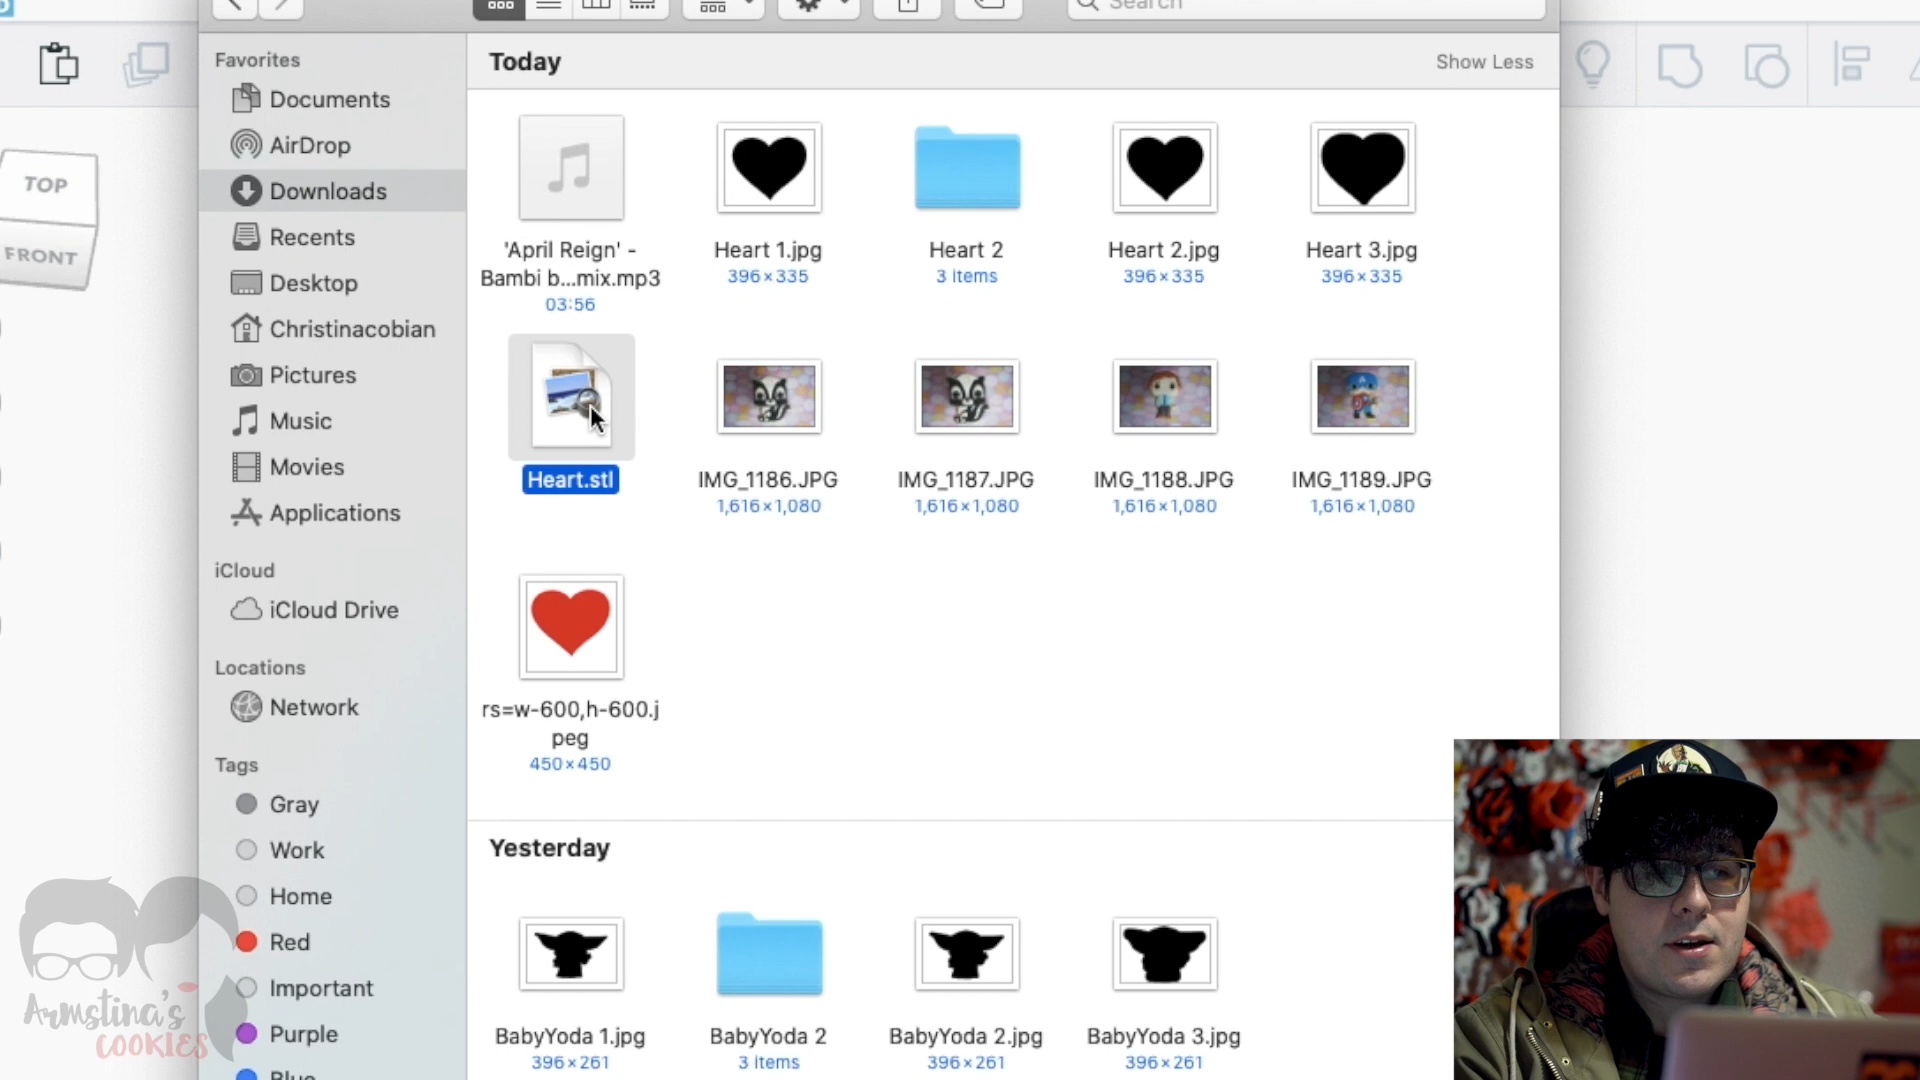 Search
Favorites
Documents
AirDrop
Downloads
Recents
Desktop
Christinacobian
Pictures
Music
Movies
Applications
iCloud
iCloud Drive
Locations
Network
Tags
Gray
Work
Home
Red
Important
Purple
Blue
TOP
FRONT
Today
Show Less
'April Reign' -
Bambi b...mix.mp3
03:56
Heart 1.jpg
396×335
Heart 2
3 items
Heart 2.jpg
396×335
Heart 3.jpg
396×335
Heart.stl
IMG_1186.JPG
1,616×1,080
IMG_1187.JPG
1,616×1,080
IMG_1188.JPG
1,616×1,080
IMG_1189.JPG
1,616×1,080
rs=w-600,h-600.j
peg
450×450
Yesterday
BabyYoda 1.jpg
396×261
BabyYoda 2
3 items
BabyYoda 2.jpg
396×261
BabyYoda 3.jpg
396×261
Armstina's
COOKIES